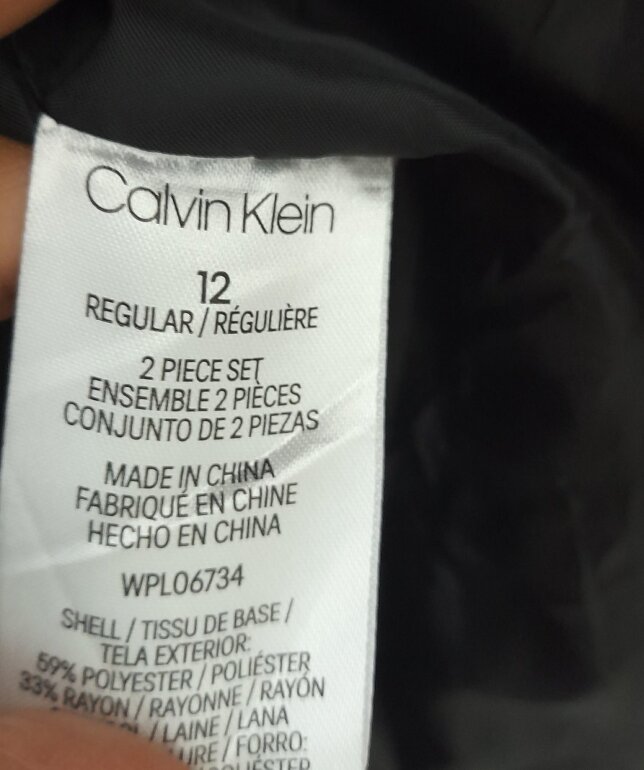 Calvin Klein
12
REGULAR / RÉGULIÈRE
2 PIECE SET
ENSEMBLE 2 PIÈCES
CONJUNTO DE 2 PIEZAS
MADE IN CHINA
FABRIQUÉ EN CHINE
HECHO EN CHINA
WPL06734
SHELL / TISSU DE BASE /
TELA EXTERIOR:
59% POLYESTER / POLIÉSTER
33% RAYON / RAYONNE / RAYÓN
/ LAINE / LANA
/ FORRO: